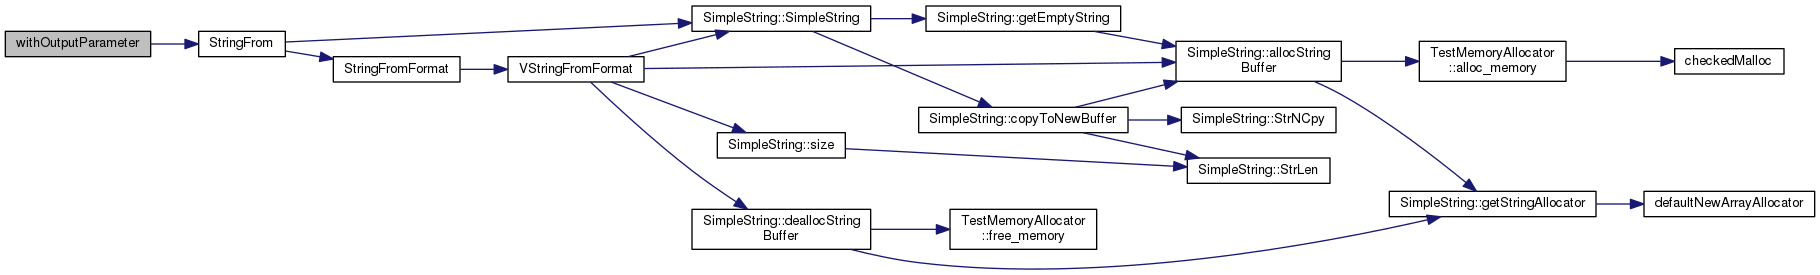 withOutputParameter
StringFrom
StringFromFormat
VStringFromFormat
SimpleString::SimpleString
SimpleString::getEmptyString
SimpleString::allocString
Buffer
TestMemoryAllocator
::alloc_memory
checkedMalloc
SimpleString::copyToNewBuffer
SimpleString::StrNCpy
SimpleString::size
SimpleString::StrLen
SimpleString::deallocString
Buffer
TestMemoryAllocator
::free_memory
SimpleString::getStringAllocator
defaultNewArrayAllocator